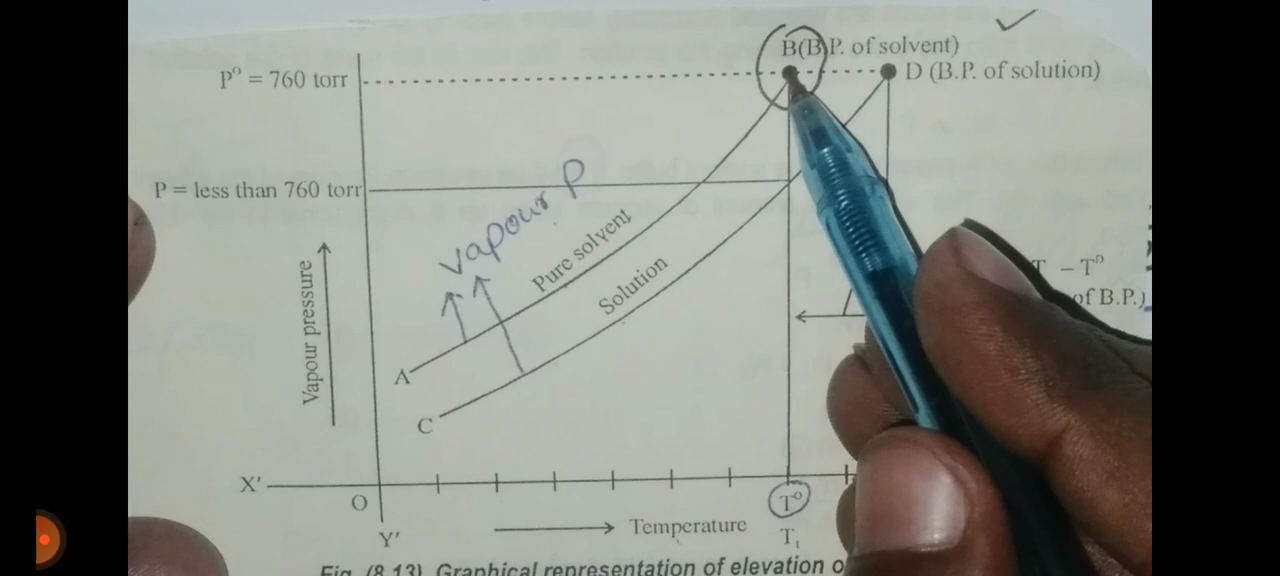 B(B.P. of solvent)
P° = 760 torr
D (B.P. of solution)
P = less than 760 torr
vapour P
Pure solvent
Solution
Vapour pressure
T – T°
of B.P.)
A
C
X'
O
T°
Y'
Temperature
T₁
Fig. (8.13) Graphical representation of elevation o